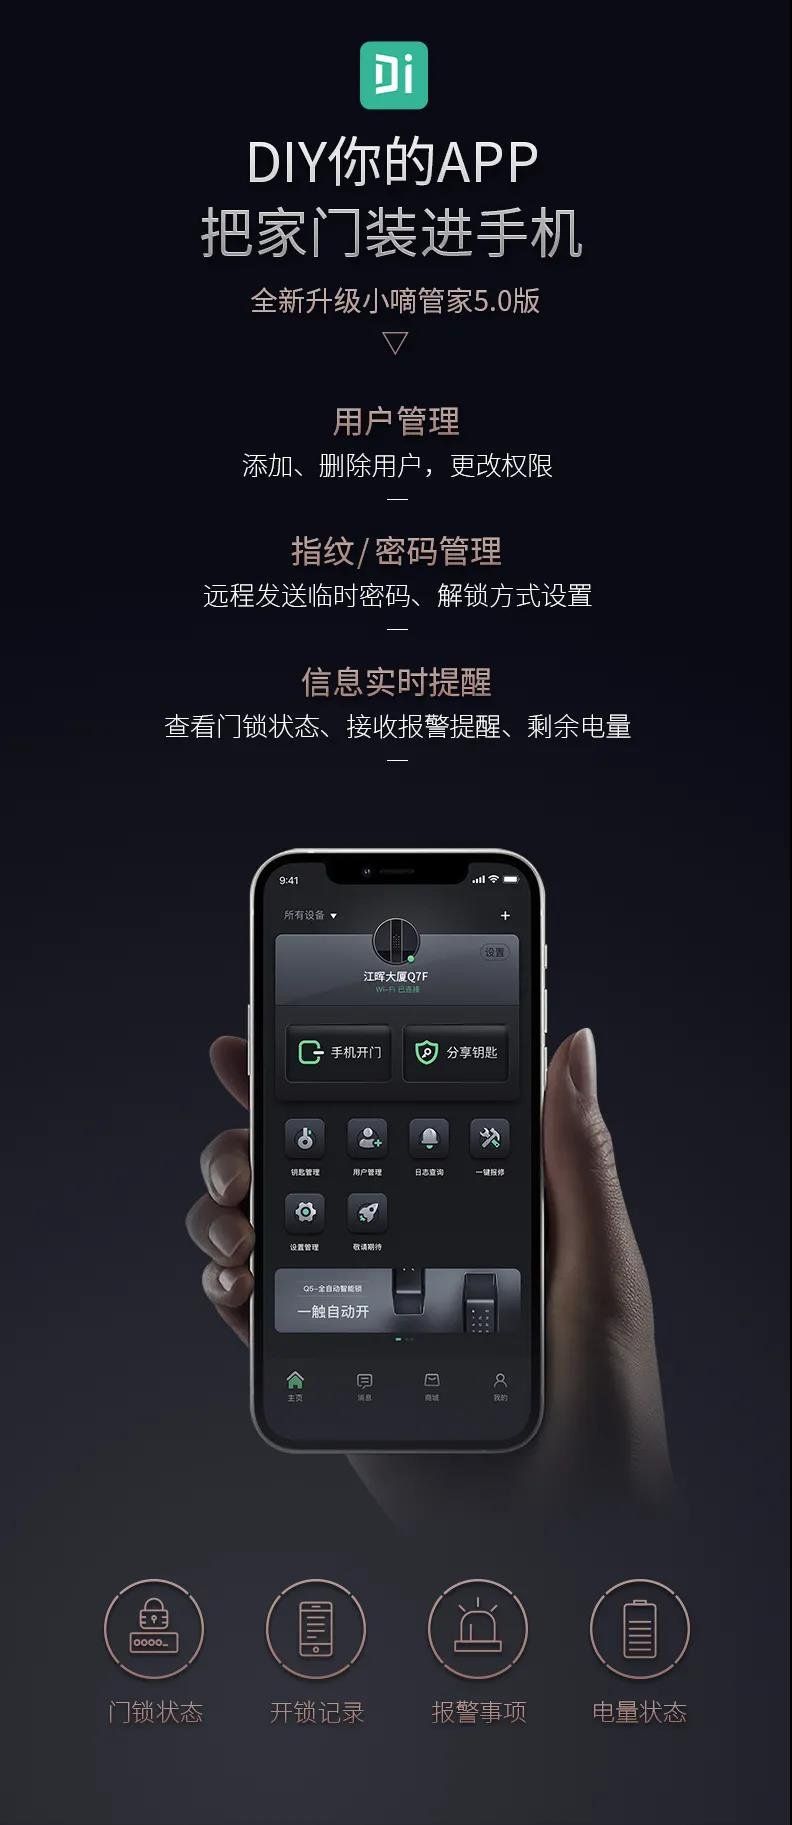 Di
DIY你的APP
把家门装进手机
全新升级小嘀管家5.0版
用户管理
添加、删除用户，更改权限
指纹/密码管理
远程发送临时密码、解锁方式设置
信息实时提醒
查看门锁状态、接收报警提醒、剩余电量
9:41
所有设备
+
设置
江晖大厦Q7F
Wi-Fi 已连接
手机开门
分享钥匙
钥匙管理
用户管理
日志查询
一键报修
设置管理
敬请期待
Q5-全自动智能锁
一触自动开
主页
消息
商城
我的
门锁状态
开锁记录
报警事项
电量状态